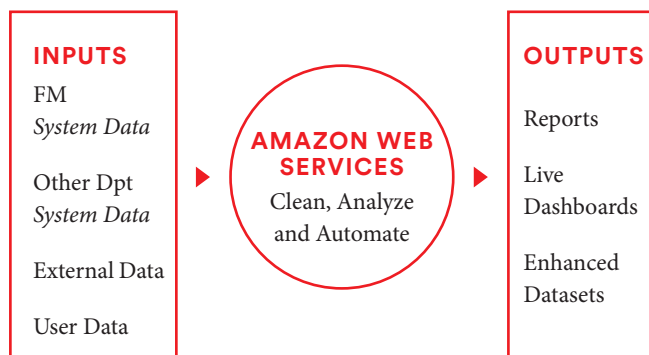 INPUTS
FM
System Data
Other Dpt
System Data
External Data
User Data
AMAZON WEB
SERVICES
Clean, Analyze
and Automate
OUTPUTS
Reports
Live
Dashboards
Enhanced
Datasets